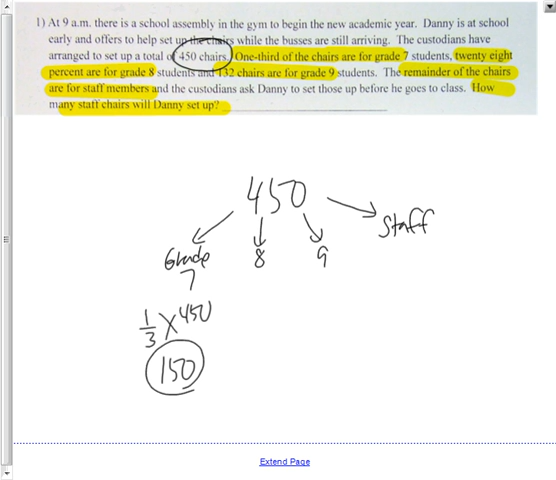 1) At 9 a.m. there is a school assembly in the gym to begin the new academic year. Danny is at school
early and offers to help set up the chairs while the busses are still arriving. The custodians have
arranged to set up a total of 450 chairs. One-third of the chairs are for grade 7 students, twenty eight
percent are for grade 8 students and 132 chairs are for grade 9 students. The remainder of the chairs
are for staff members and the custodians ask Danny to set those up before he goes to class. How
many staff chairs will Danny set up?
450
Staff
Grade 8 9
7
1/3 × 450
150
Extend Page